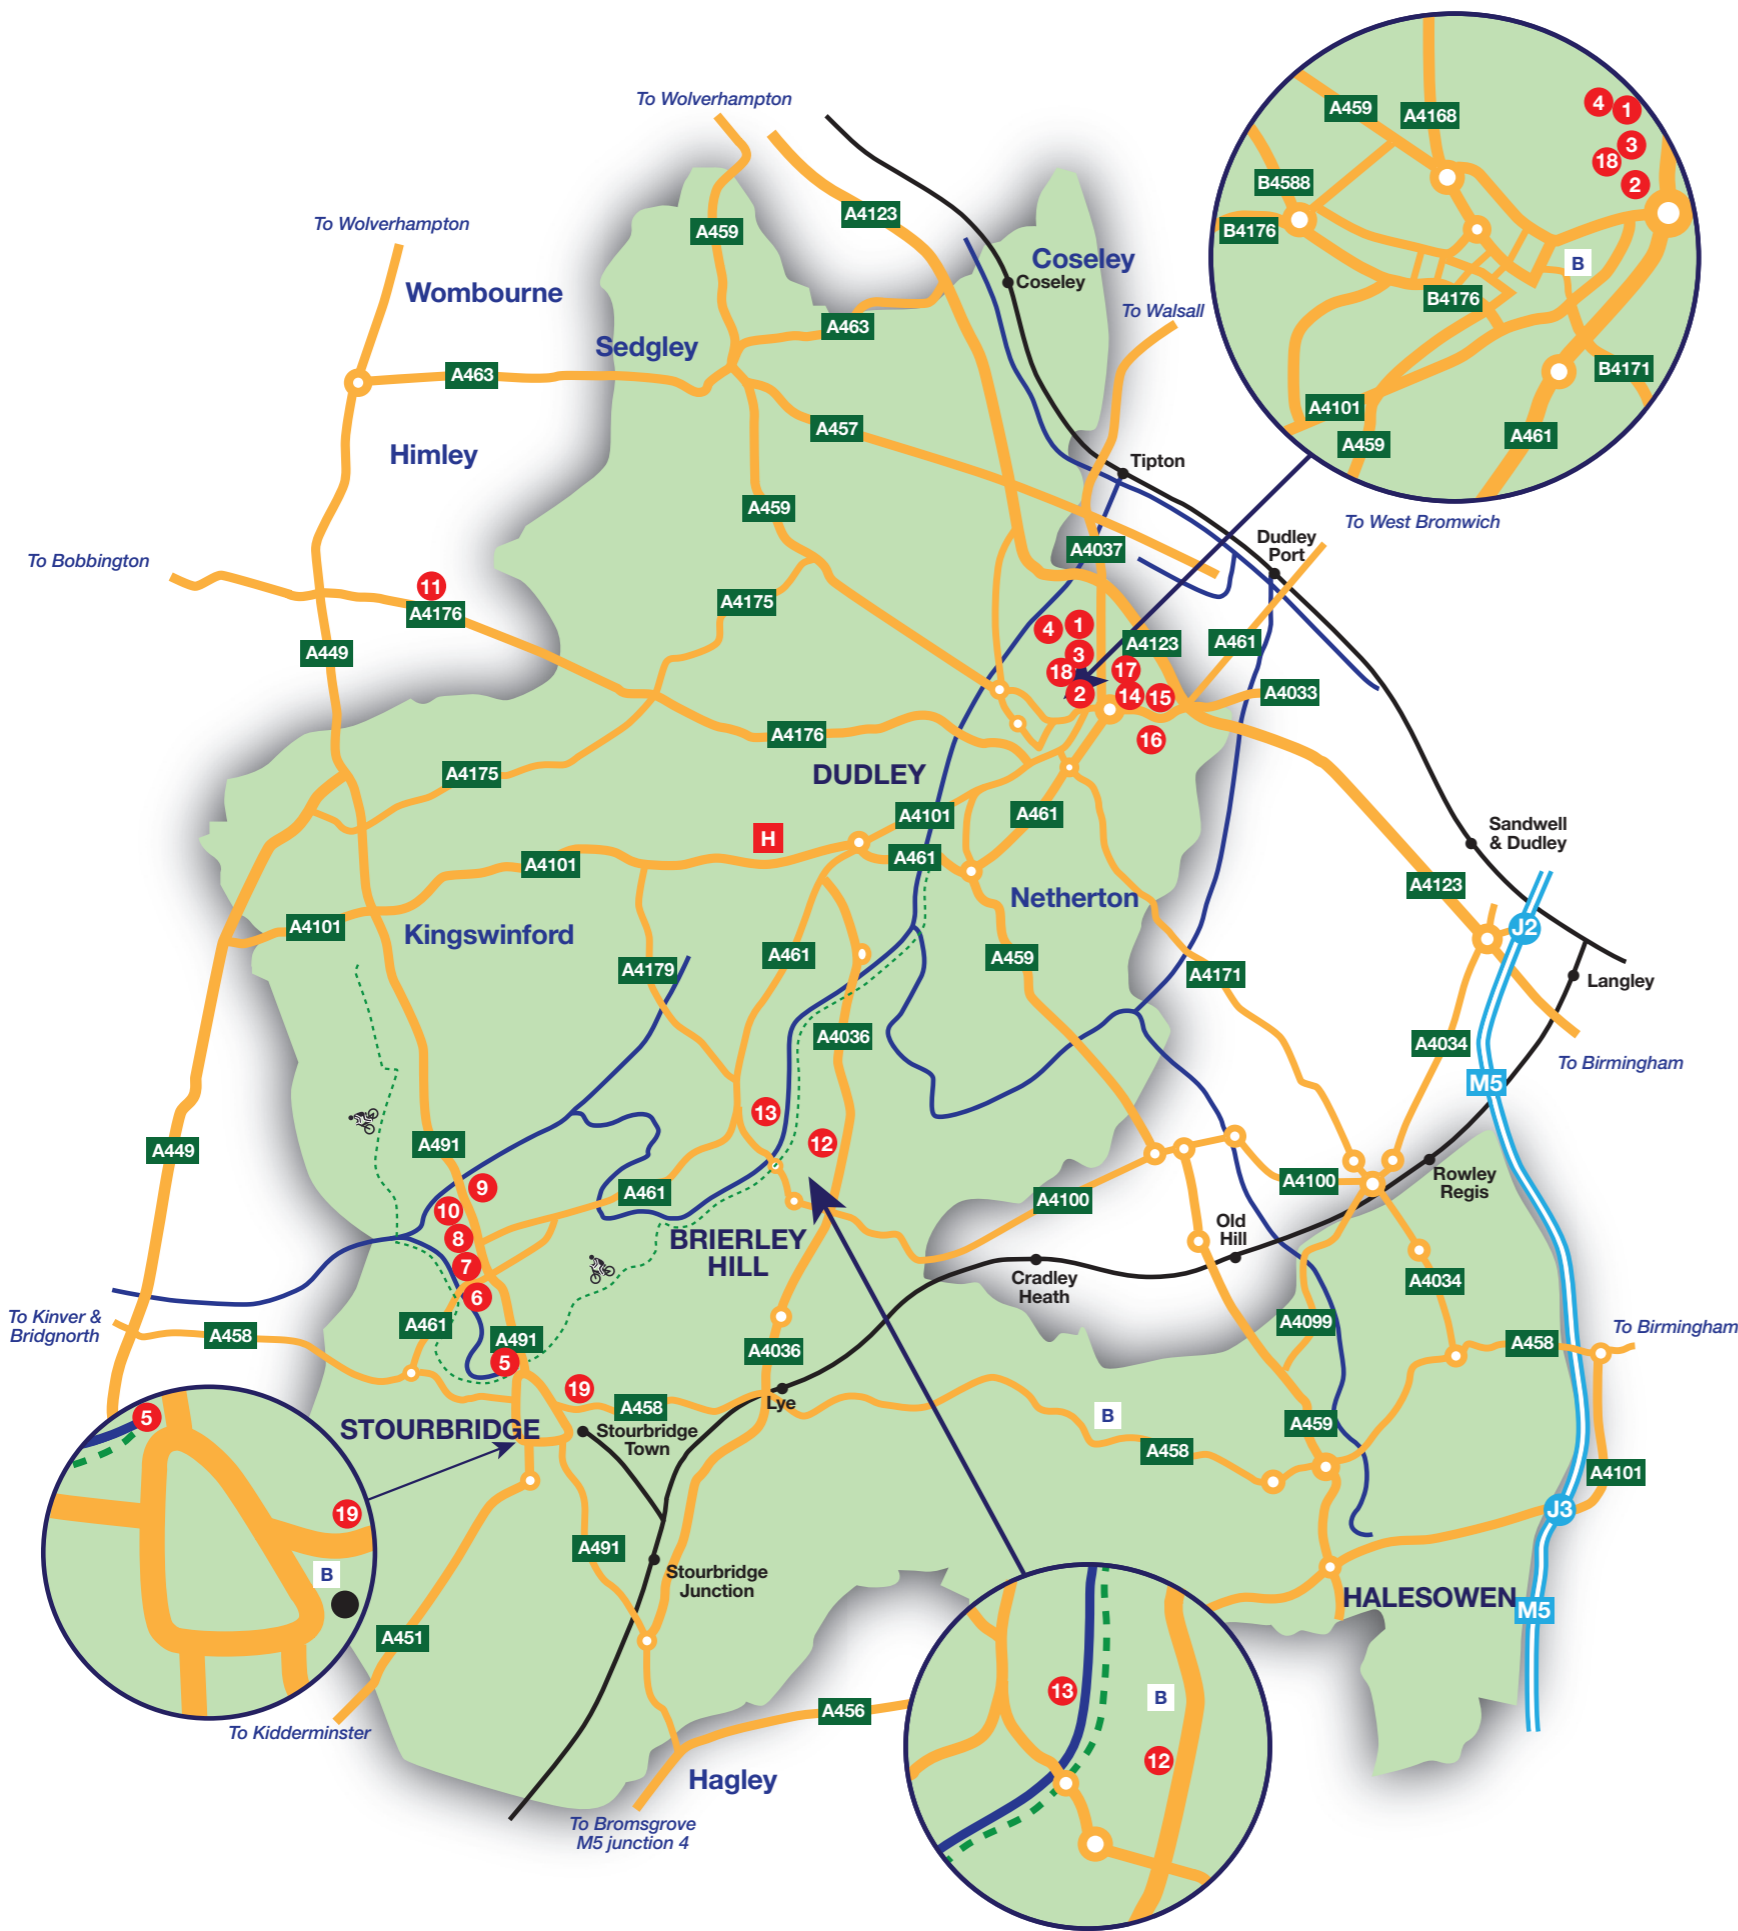 To Wolverhampton
A459
A4168
4
1
3
18
2
B4588
B4176
B
B4176
B4171
A4101
A459
A461
To Wolverhampton
A459
A4123
Coseley
Coseley
Wombourne
To Walsall
A463
Sedgley
A463
A457
Himley
Tipton
A459
To West Bromwich
Dudley
Port
A4037
To Bobbington
11
A4176
A4175
4
1
3
18
2
A4123
17
14
15
16
A461
A4033
A449
A4176
A4175
DUDLEY
A4101
A461
H
A461
A4101
Sandwell
& Dudley
A4123
Netherton
A4101
Kingswinford
J2
A461
A459
A4179
A4171
Langley
A4036
A4034
To Birmingham
M5
13
12
A491
A449
9
10
8
7
6
A461
A4100
A4100
Rowley
Regis
BRIERLEY
HILL
Old
Hill
Cradley
Heath
A4034
To Kinver &
Bridgnorth
A458
A461
A491
5
A4036
A4099
A458
To Birmingham
19
A458
Lye
B
STOURBRIDGE
Stourbridge
Town
A458
A459
A4101
5
19
B
J3
A491
Stourbridge
Junction
HALESOWEN
M5
A451
To Kidderminster
A456
Hagley
To Bromsgrove
M5 junction 4
13
B
12